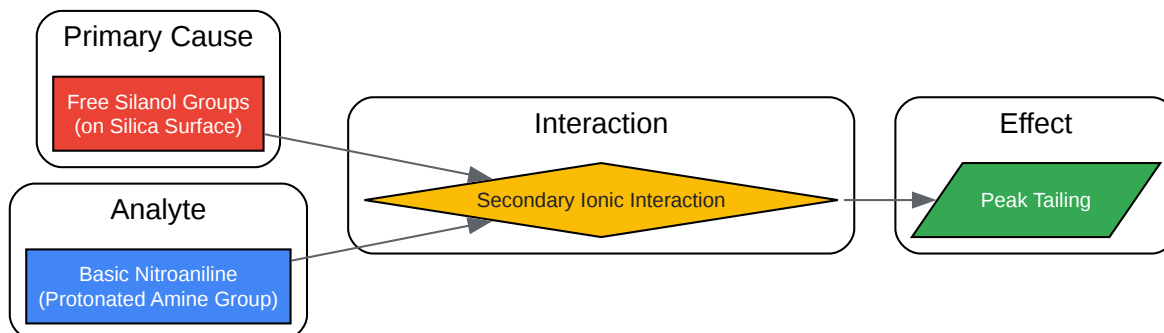 Primary Cause
Free Silanol Groups
(on Silica Surface)
Analyte
Basic Nitroaniline
(Protonated Amine Group)
Interaction
Secondary Ionic Interaction
Effect
Peak Tailing